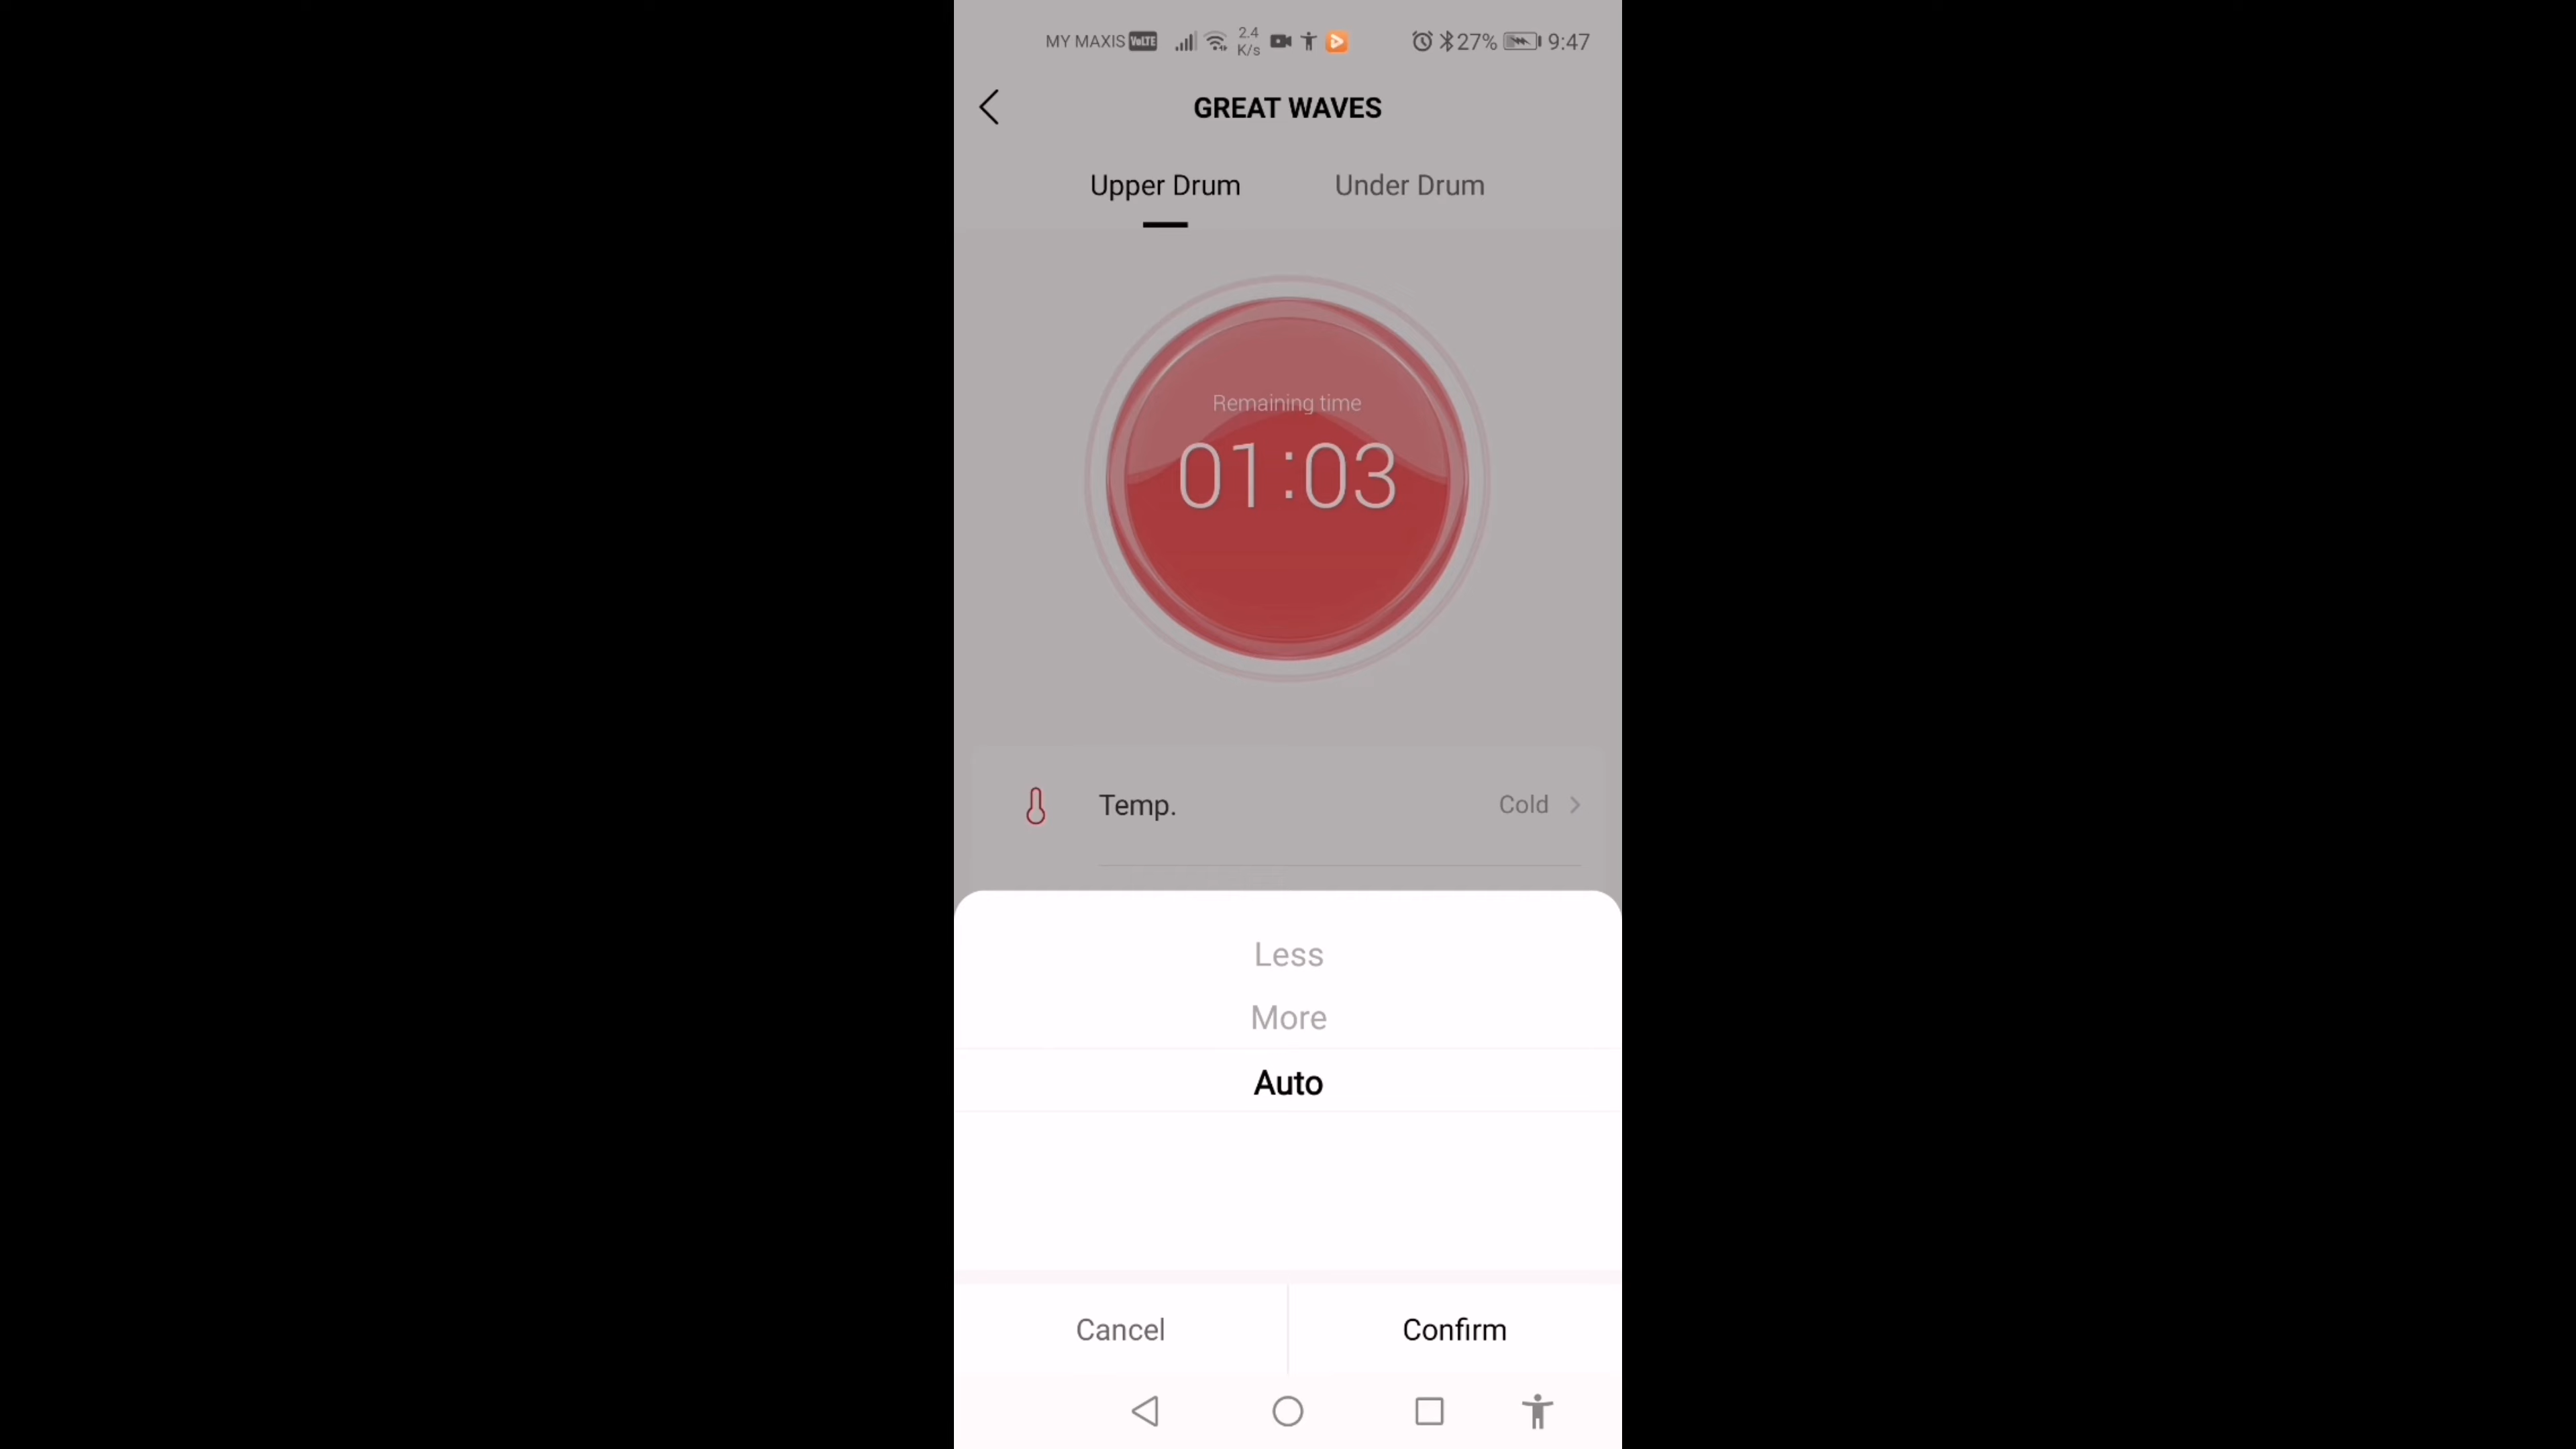 MY MAXIS VoLTE 2.4 K/s 27% 9:47
GREAT WAVES
Upper Drum Under Drum
Remaining time
01:03
Temp. Cold
Less
More
Auto
Cancel Confirm